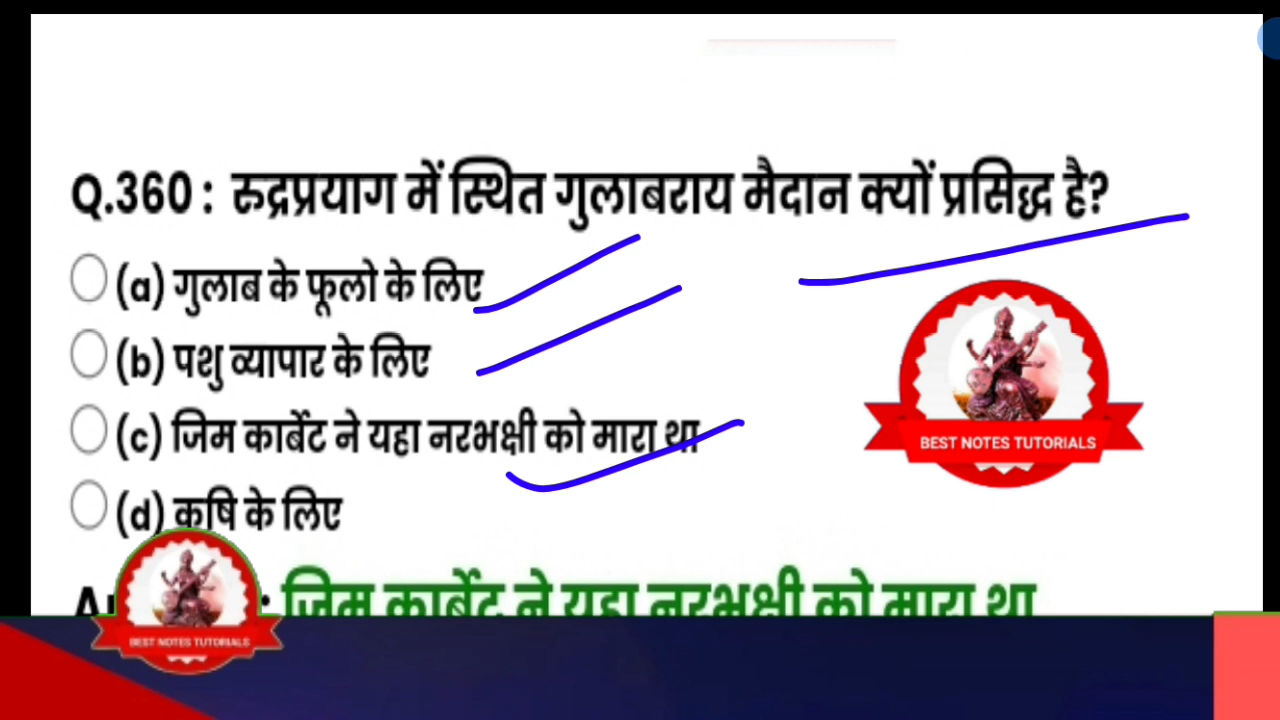 Q.360 : रुद्रप्रयाग में स्थित गुलाबराय मैदान क्यों प्रसिद्ध है?
(a) गुलाब के फूलो के लिए
(b) पशु व्यापार के लिए
(c) जिम कार्बेट ने यहा नरभक्षी को मारा था
(d) कृषि के लिए
BEST NOTES TUTORIALS
: जिम कार्बेट ने यहा नरभक्षी को मारा था
BEST NOTES TUTORIALS